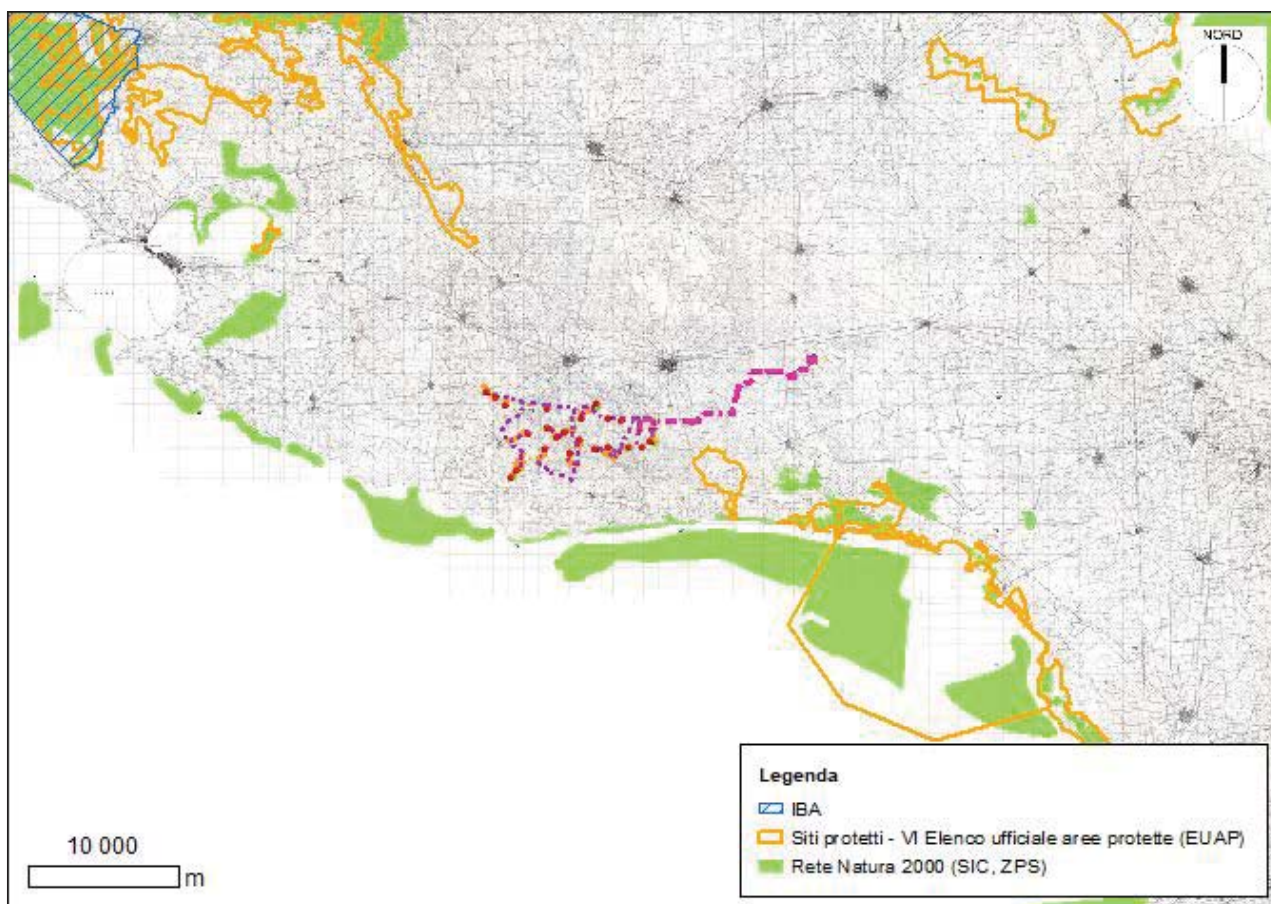 NORD
Legenda
IBA
Siti protetti - VI Elenco ufficiale aree protette (EUAP)
Rete Natura 2000 (SIC, ZPS)
10 000
m